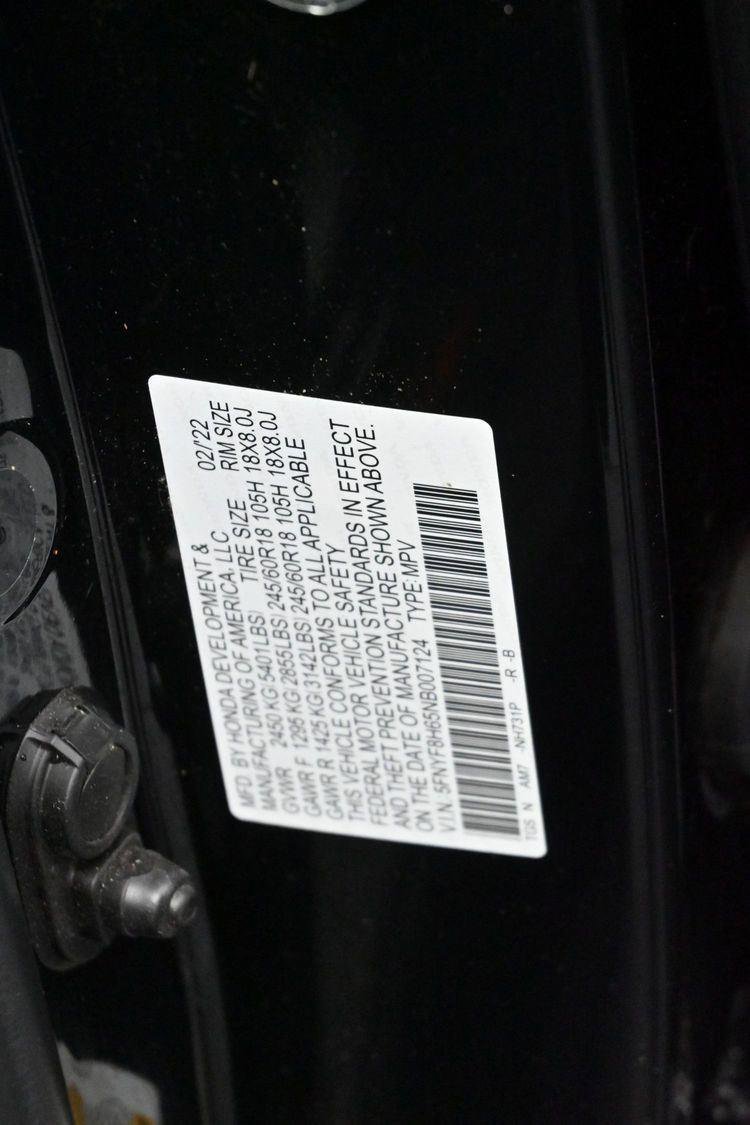 MFD. BY HONDA DEVELOPMENT & 02/'22
MANUFACTURING OF AMERICA, LLC RIM SIZE
GVWR 2450 KG(5401LBS) TIRE SIZE
GAWR F 1295 KG(2855LBS) 245/60R18 105H 18X8.0J
GAWR R 1425 KG(3142LBS) 245/60R18 105H 18X8.0J
THIS VEHICLE CONFORMS TO ALL APPLICABLE
FEDERAL MOTOR VEHICLE SAFETY
AND THEFT PREVENTION STANDARDS IN EFFECT
ON THE DATE OF MANUFACTURE SHOWN ABOVE.
V.I.N. 5FNYF8H65NB007124 TYPE:MPV
TGS N AM7 -NH731P -R -B